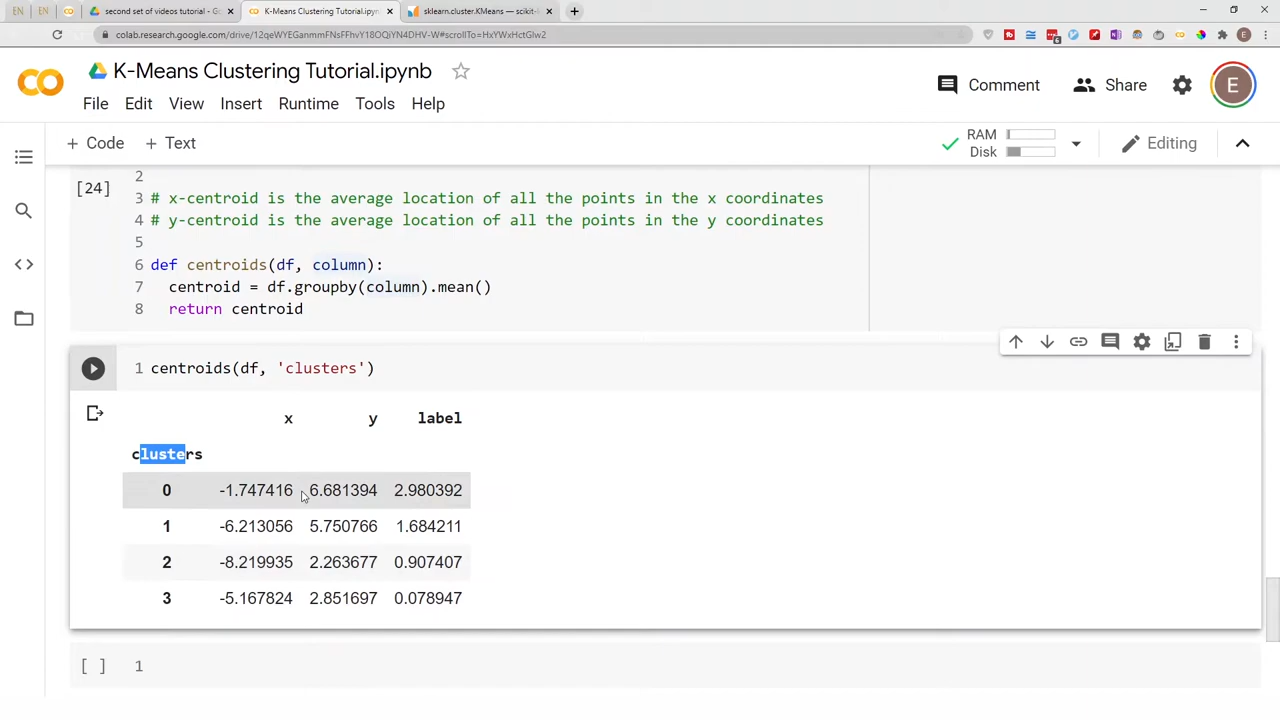 second set of videos tutorial - G
K-Means Clustering Tutorial.ipynb
sklearn.cluster.KMeans — scikit-
colab.research.google.com/drive/12qeWYEGanmmFNsFFhvY18OQiYN4DHV-W#scrollTo=HxYWxHctGlw2
K-Means Clustering Tutorial.ipynb
Comment
Share
E
File Edit View Insert Runtime Tools Help
+ Code + Text
RAM
Disk
Editing
2
[24]
3 # x-centroid is the average location of all the points in the x coordinates
4 # y-centroid is the average location of all the points in the y coordinates
5
6 def centroids(df, column):
7 centroid = df.groupby(column).mean()
8 return centroid
1 centroids(df, 'clusters')
x y label
clusters
0 -1.747416 6.681394 2.980392
1 -6.213056 5.750766 1.684211
2 -8.219935 2.263677 0.907407
3 -5.167824 2.851697 0.078947
[ ] 1